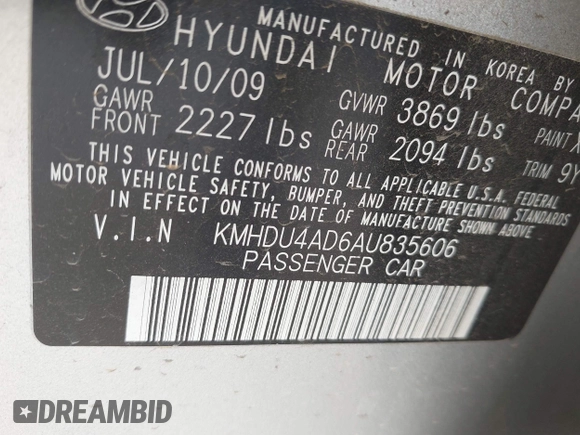 MANUFACTURED IN KOREA BY
HYUNDAI MOTOR
JUL/10/09 GVWR 3869 lbs PAINT
GAWR FRONT 2227 lbs GAWR REAR 2094 lbs TRIM 9Y
THIS VEHICLE CONFORMS TO ALL APPLICABLE U.S.A. FEDERAL
MOTOR VEHICLE SAFETY, BUMPER, AND THEFT PREVENTION STANDARDS
IN EFFECT ON THE DATE OF MANUFACTURE SHOWN ABOVE.
V.I.N KMHDU4AD6AU835606
PASSENGER CAR
DREAMBID